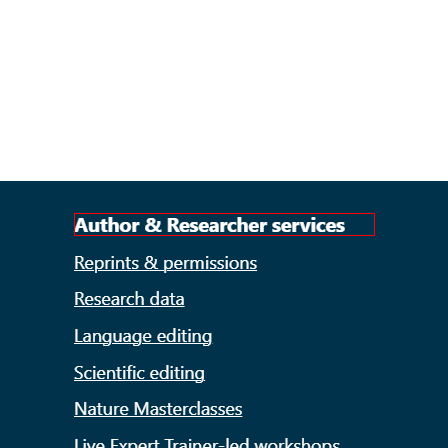 Author & Researcher services
Reprints & permissions
Research data
Language editing
Scientific editing
Nature Masterclasses
Live Expert Trainer-led workshops